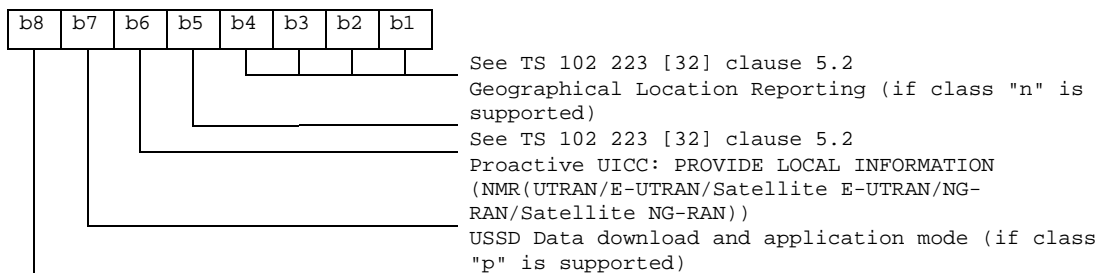 b8 b7 b6 b5 b4 b3 b2 b1
See TS 102 223 [32] clause 5.2
Geographical Location Reporting (if class "n" is
supported)
See TS 102 223 [32] clause 5.2
Proactive UICC: PROVIDE LOCAL INFORMATION
(NMR(UTRAN/E-UTRAN/Satellite E-UTRAN/NG-
RAN/Satellite NG-RAN))
USSD Data download and application mode (if class
"p" is supported)